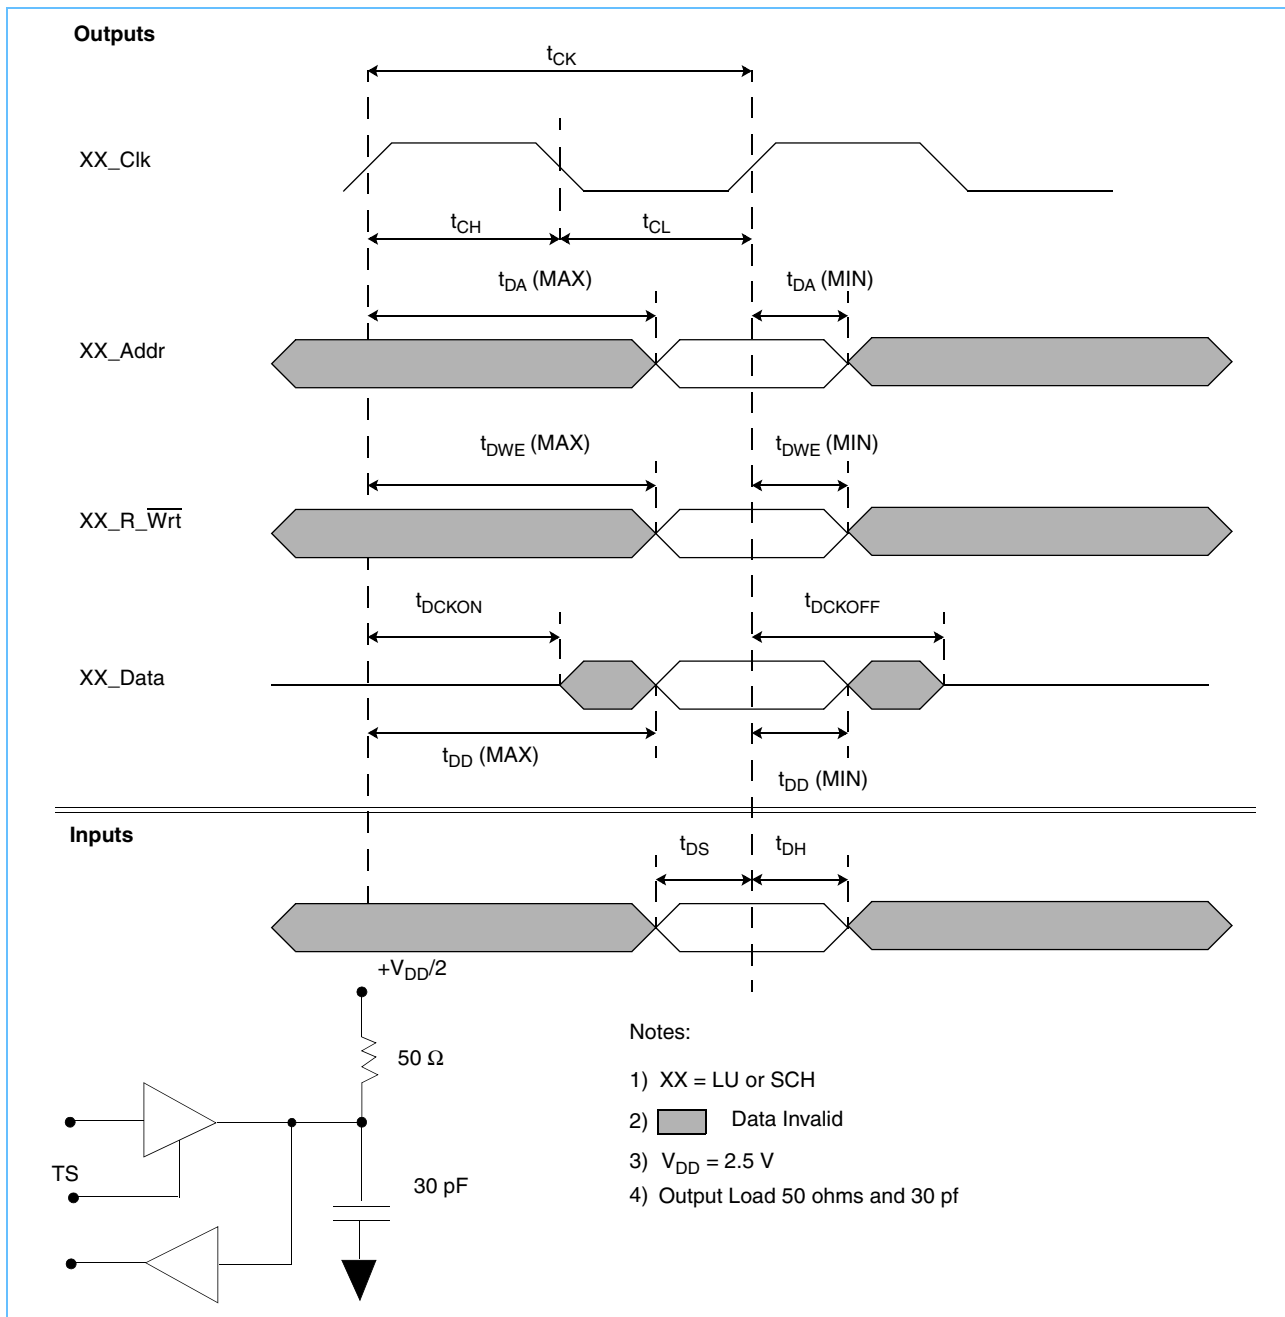 Outputs
tCK
XX_Clk
tCH
tCL
tDA (MAX)
tDA (MIN)
XX_Addr
tDWE (MAX)
tDWE (MIN)
XX_R_W̅r̅t̅
tDCKON
tDCKOFF
XX_Data
tDD (MAX)
tDD (MIN)
Inputs
tDS
tDH
+VDD/2
50 Ω
TS
30 pF
Notes:
1) XX = LU or SCH
2) Data Invalid
3) VDD = 2.5 V
4) Output Load 50 ohms and 30 pf